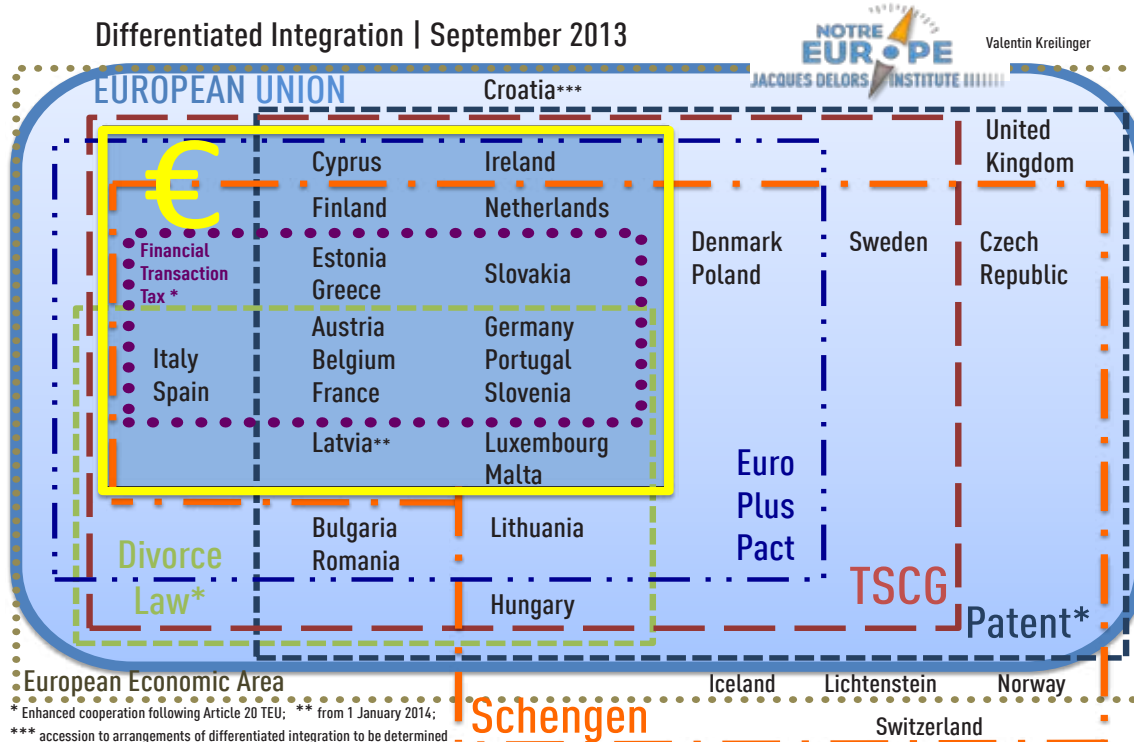 Differentiated Integration | September 2013
NOTRE
EUROPE
JACQUES DELORS INSTITUTE
Valentin Kreilinger
EUROPEAN UNION
Croatia***
United
Kingdom
€
Cyprus
Ireland
Finland
Netherlands
Financial
Transaction
Tax *
Estonia
Greece
Slovakia
Denmark
Poland
Sweden
Czech
Republic
Italy
Spain
Austria
Belgium
France
Germany
Portugal
Slovenia
Latvia**
Luxembourg
Malta
Euro
Plus
Pact
Bulgaria
Romania
Lithuania
Divorce
Law*
Hungary
TSCG
Patent*
European Economic Area
Iceland
Lichtenstein
Norway
* Enhanced cooperation following Article 20 TEU; ** from 1 January 2014;
*** accession to arrangements of differentiated integration to be determined
Schengen
Switzerland